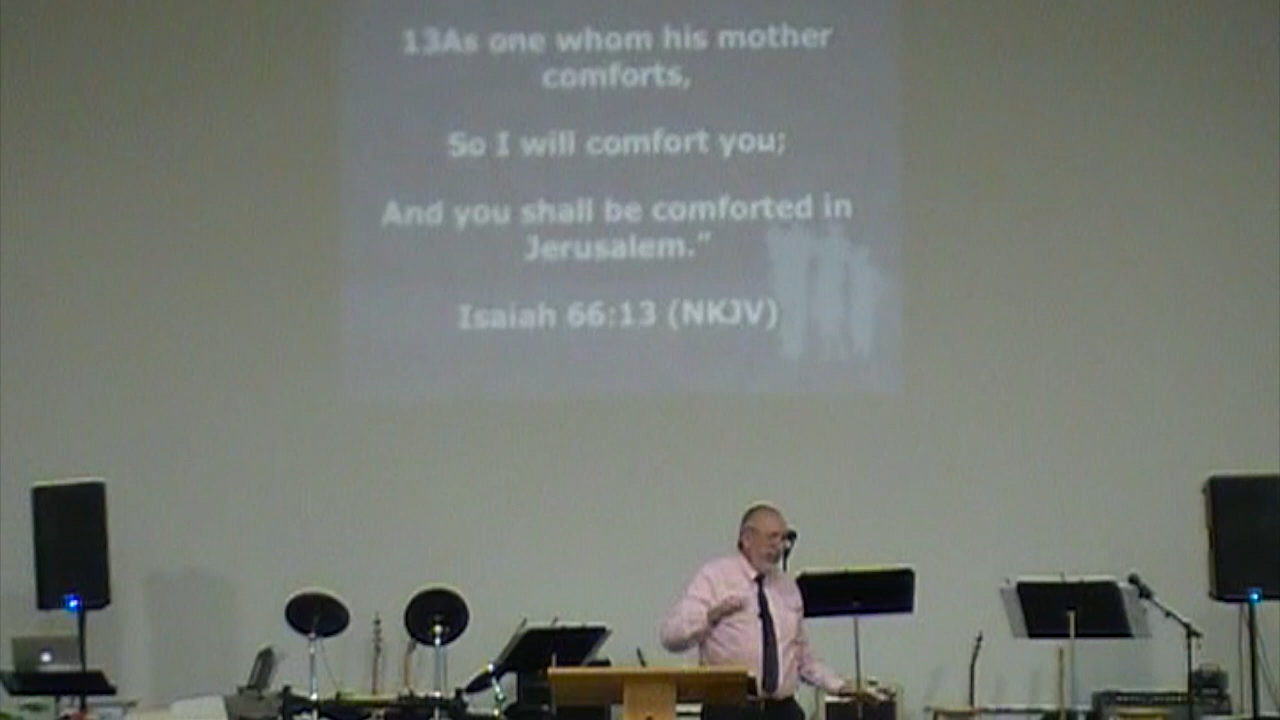 13As one whom his mother
comforts,
So I will comfort you;
And you shall be comforted in
Jerusalem.”
Isaiah 66:13 (NKJV)